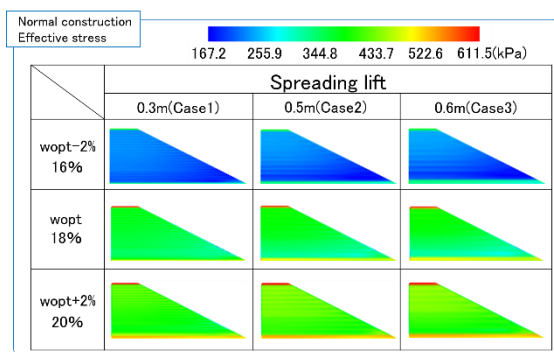 Normal construction
Effective stress
167.2 255.9 344.8 433.7 522.6 611.5(kPa)
Spreading lift
0.3m(Case1) 0.5m(Case2) 0.6m(Case3)
wopt-2%
16%
wopt
18%
wopt+2%
20%